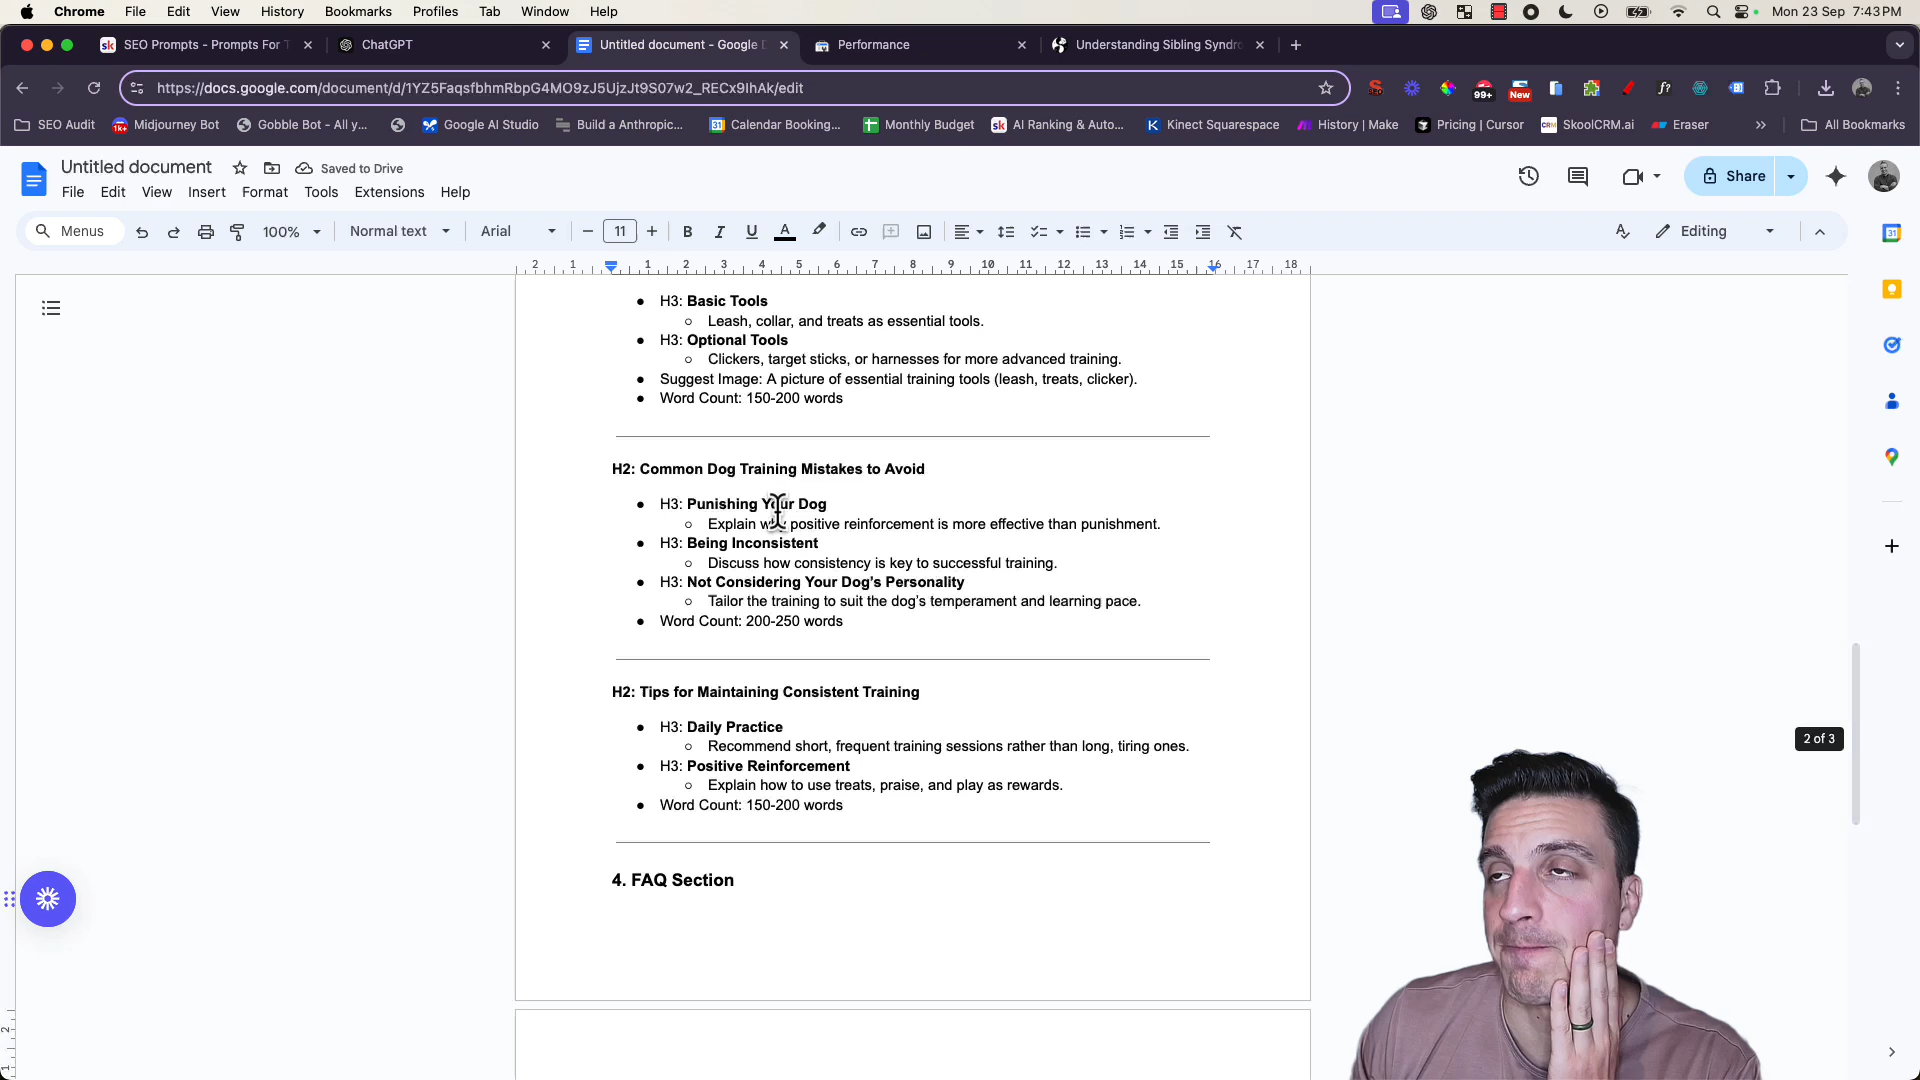 Chrome File Edit View History Bookmarks Profiles Tab Window Help Mon 23 Sep 7:43 PM
SEO Prompts - Prompts For ChatGPT Untitled document - Google D Performance Understanding Sibling Syndro
https://docs.google.com/document/d/1YZ5FaqsfbhmRbpG4MO9zJ5UjzJt9S07w2_RECx9IhAk/edit 99+ New f?
SEO Audit Midjourney Bot Gobble Bot - All y... Google AI Studio Build a Anthropic... Calendar Booking... Monthly Budget AI Ranking & Auto... Kinect Squarespace History | Make Pricing | Cursor SkoolCRM.ai Eraser All Bookmarks
Untitled document Saved to Drive
File Edit View Insert Format Tools Extensions Help Share
Menus 100% Normal text Arial 11 B I U A Editing
2 1 1 2 3 4 5 6 7 8 9 10 11 12 13 14 15 16 17 18
H3: Basic Tools
Leash, collar, and treats as essential tools.
H3: Optional Tools
Clickers, target sticks, or harnesses for more advanced training.
Suggest Image: A picture of essential training tools (leash, treats, clicker).
Word Count: 150-200 words
H2: Common Dog Training Mistakes to Avoid
H3: Punishing Your Dog
Explain why positive reinforcement is more effective than punishment.
H3: Being Inconsistent
Discuss how consistency is key to successful training.
H3: Not Considering Your Dog’s Personality
Tailor the training to suit the dog’s temperament and learning pace.
Word Count: 200-250 words
H2: Tips for Maintaining Consistent Training
H3: Daily Practice
Recommend short, frequent training sessions rather than long, tiring ones.
2 of 3
H3: Positive Reinforcement
Explain how to use treats, praise, and play as rewards.
Word Count: 150-200 words
4. FAQ Section